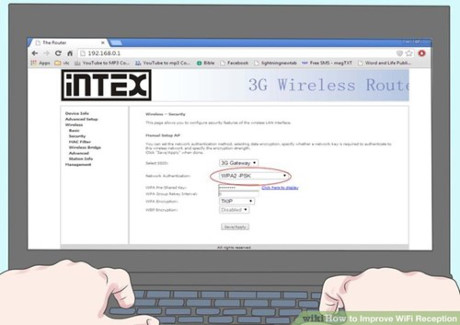 The Router
192.168.0.1
Apps
vlc
YouTube to MP3 Co
YouTube to mp3 Co...
Bible
Facebook
lightningnewtab
Free SMS - magTXT
Word and Life Publi
INTEX
3G Wireless Route
Device Info
Advanced Setup
Wireless
Basic
Security
MAC Filter
Wireless Bridge
Advanced
Station Info
Management
Wireless -- Security
This page allows you to configure security features of the wireless LAN interface.
Manual Setup AP
You can set the network authentication method, selecting data encryption, specify whether a network key is required to authenticate to
this wireless network and specify the encryption strength.
Click "Save/Apply" when done.
Select SSID: 3G Gateway
Network Authentication: WPA2 -PSK
WPA Pre-Shared Key: Click here to display
WPA Group Rekey Interval: 0
WPA Encryption: TKIP
WEP Encryption: Disabled
Save/Apply
All rights reserved.
wikiHow to Improve WiFi Reception